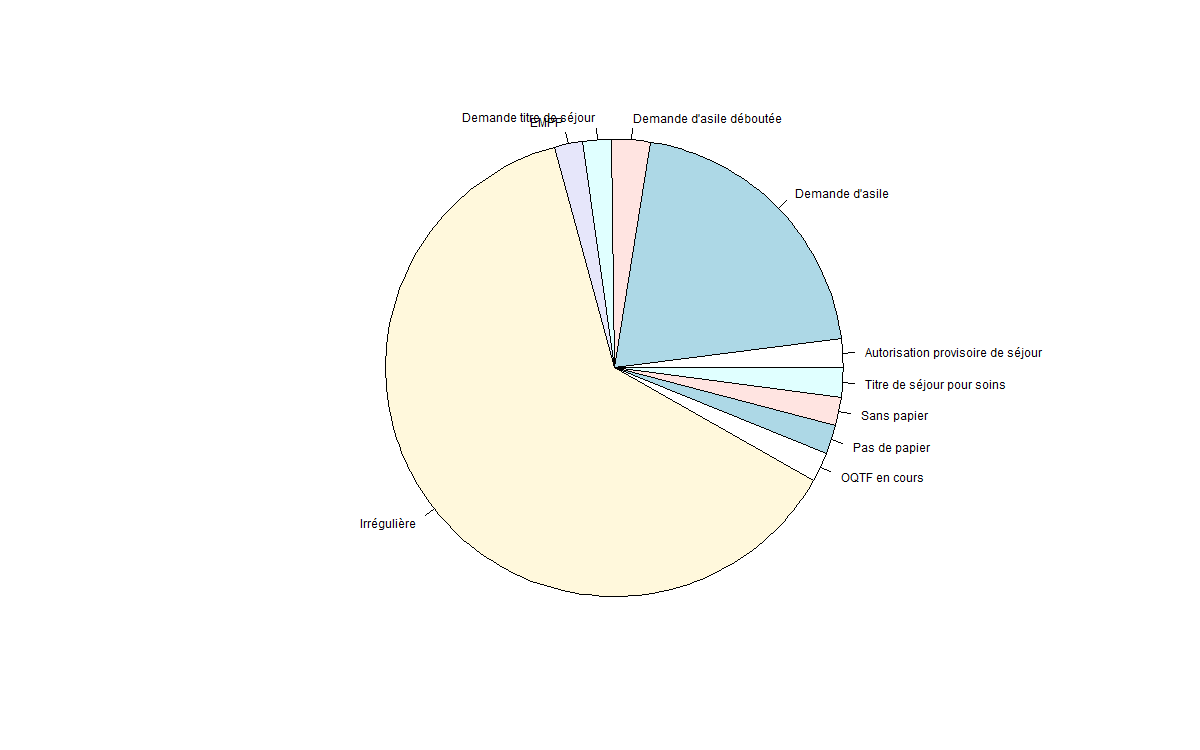 Demande titre de séjour
EMPP
Demande d'asile déboutée
Demande d'asile
Autorisation provisoire de séjour
Titre de séjour pour soins
Sans papier
Pas de papier
OQTF en cours
Irrégulière